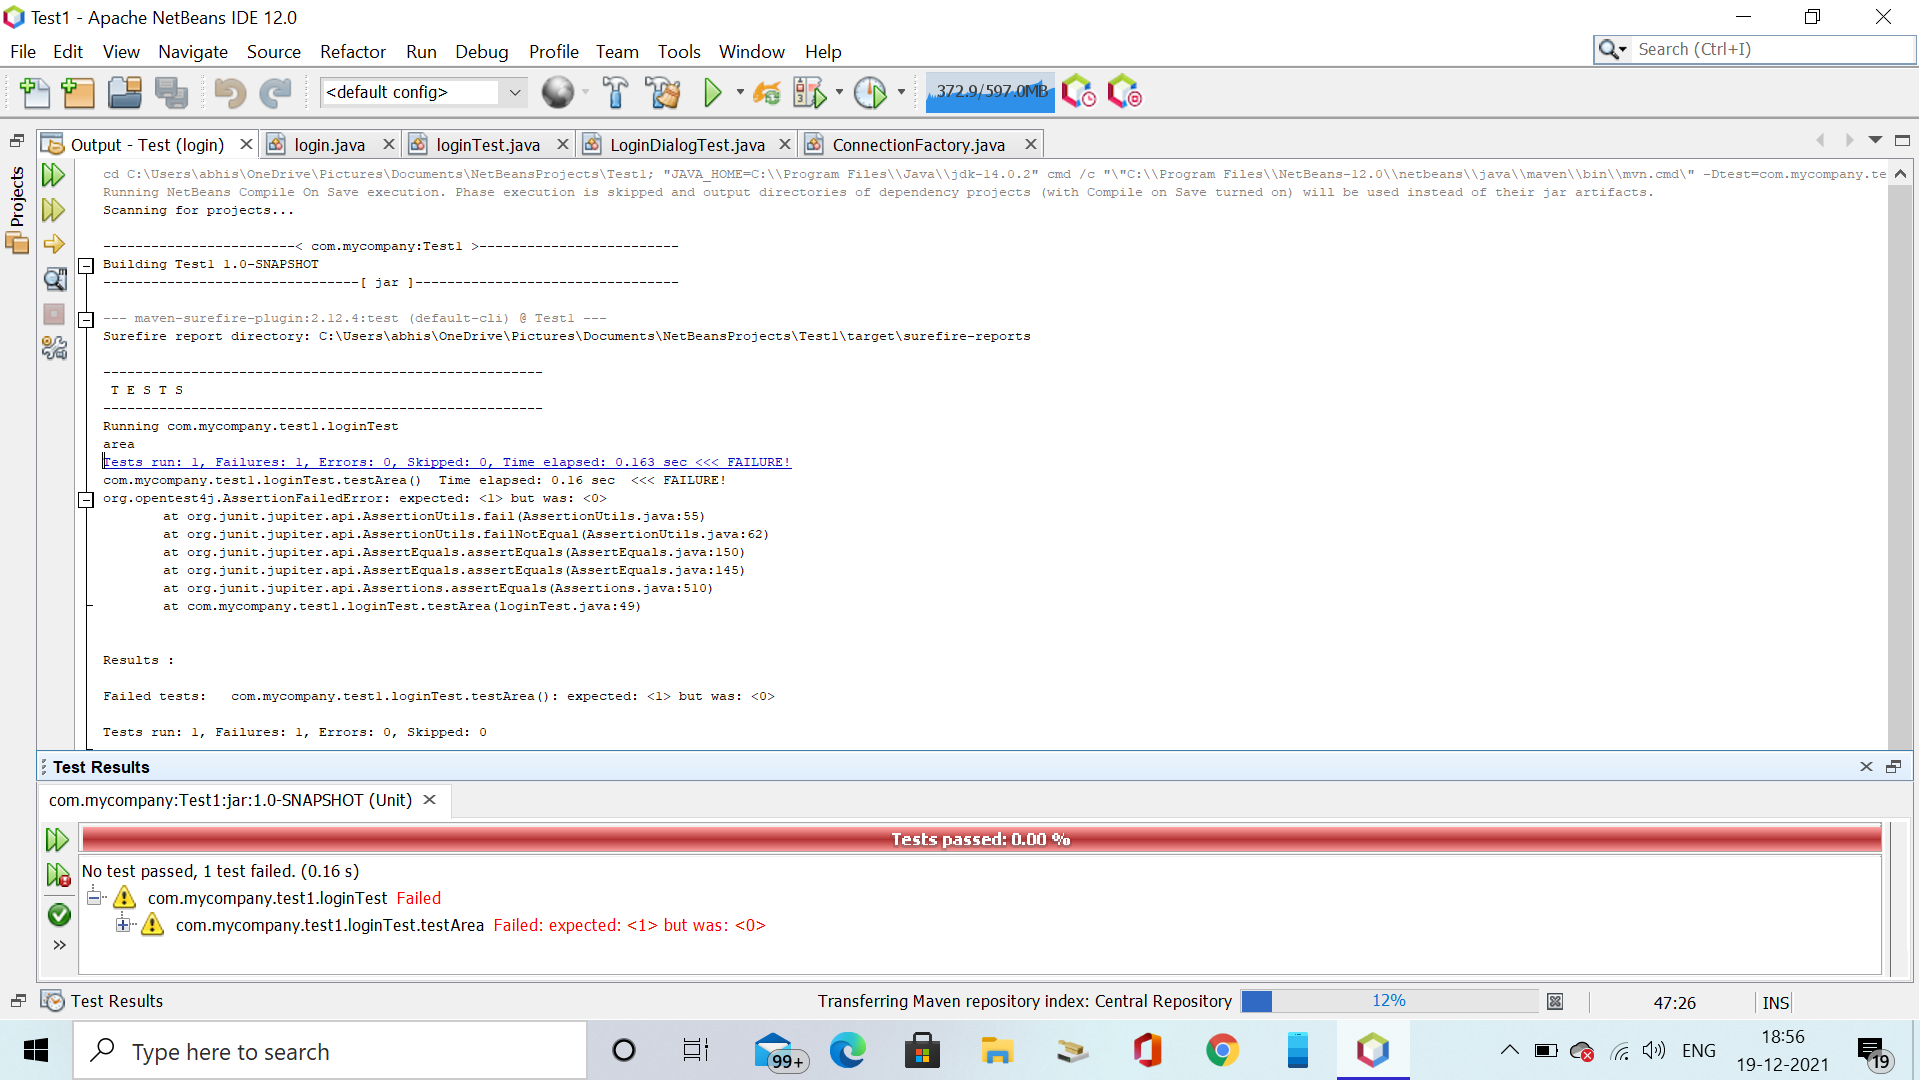 Test1 - Apache NetBeans IDE 12.0
File Edit View Navigate Source Refactor Run Debug Profile Team Tools Window Help
Search (Ctrl+I)
<default config>
372.9/597.0MB
Output - Test (login) login.java loginTest.java LoginDialogTest.java ConnectionFactory.java
Projects
cd C:\Users\abhis\OneDrive\Pictures\Documents\NetBeansProjects\Test1; "JAVA_HOME=C:\\Program Files\\Java\\jdk-14.0.2" cmd /c "\"C:\\Program Files\\NetBeans-12.0\\netbeans\\java\\maven\\bin\\mvn.cmd\" -Dtest=com.mycompany.te
Running NetBeans Compile On Save execution. Phase execution is skipped and output directories of dependency projects (with Compile on Save turned on) will be used instead of their jar artifacts.
Scanning for projects...
------------------------< com.mycompany:Test1 >-------------------------
Building Test1 1.0-SNAPSHOT
--------------------------------[ jar ]---------------------------------
--- maven-surefire-plugin:2.12.4:test (default-cli) @ Test1 ---
Surefire report directory: C:\Users\abhis\OneDrive\Pictures\Documents\NetBeansProjects\Test1\target\surefire-reports
-------------------------------------------------------
T E S T S
-------------------------------------------------------
Running com.mycompany.test1.loginTest
area
Tests run: 1, Failures: 1, Errors: 0, Skipped: 0, Time elapsed: 0.163 sec <<< FAILURE!
com.mycompany.test1.loginTest.testArea()  Time elapsed: 0.16 sec  <<< FAILURE!
org.opentest4j.AssertionFailedError: expected: <1> but was: <0>
at org.junit.jupiter.api.AssertionUtils.fail(AssertionUtils.java:55)
at org.junit.jupiter.api.AssertionUtils.failNotEqual(AssertionUtils.java:62)
at org.junit.jupiter.api.AssertEquals.assertEquals(AssertEquals.java:150)
at org.junit.jupiter.api.AssertEquals.assertEquals(AssertEquals.java:145)
at org.junit.jupiter.api.Assertions.assertEquals(Assertions.java:510)
at com.mycompany.test1.loginTest.testArea(loginTest.java:49)
Results :
Failed tests:   com.mycompany.test1.loginTest.testArea(): expected: <1> but was: <0>
Tests run: 1, Failures: 1, Errors: 0, Skipped: 0
Test Results
com.mycompany:Test1:jar:1.0-SNAPSHOT (Unit)
Tests passed: 0.00 %
No test passed, 1 test failed. (0.16 s)
com.mycompany.test1.loginTest Failed
com.mycompany.test1.loginTest.testArea Failed: expected: <1> but was: <0>
Test Results
Transferring Maven repository index: Central Repository 12% 47:26 INS
Type here to search
99+
ENG
18:56
19-12-2021
19